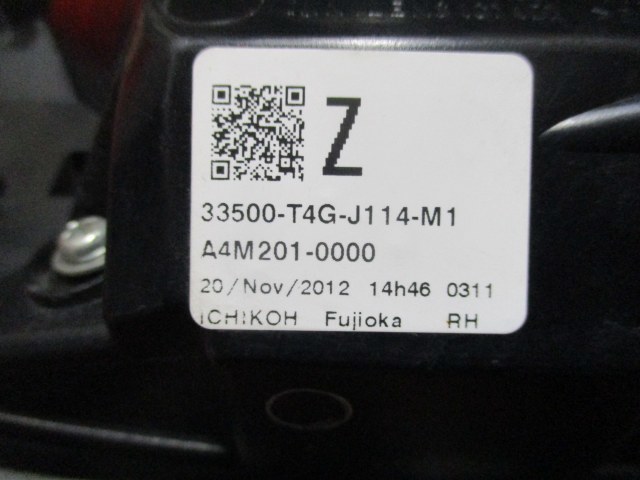 Z
33500-T4G-J114-M1
A4M201-0000
20/Nov/2012 14h46 0311
ICHIKOH Fujioka RH